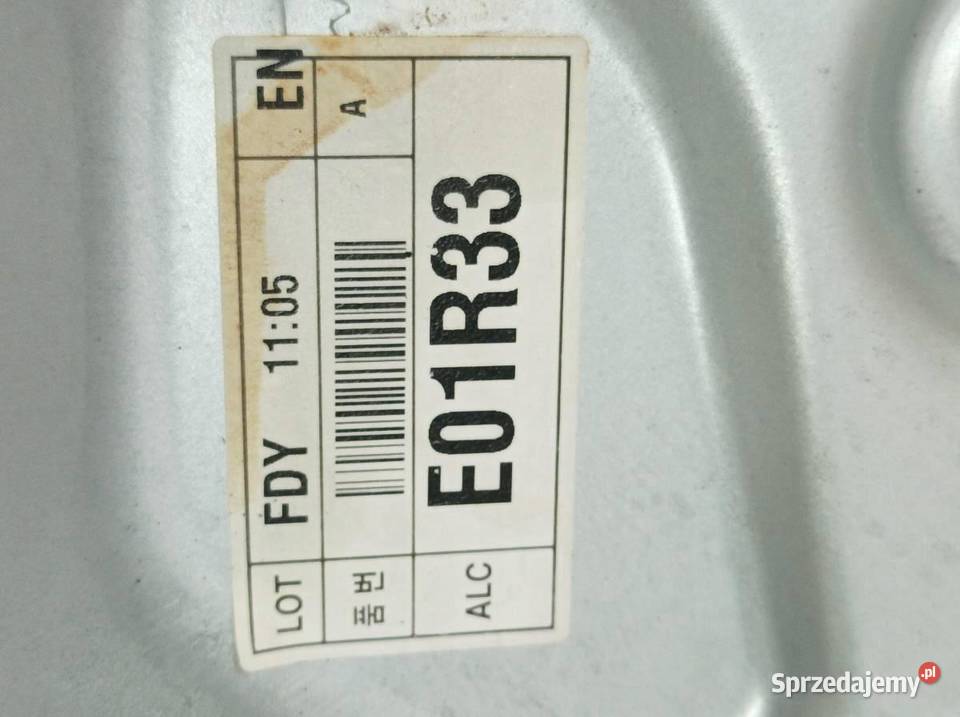 LOT FDY 11:05 EN
품번 A
ALC E01R33
Sprzedajemy.pl